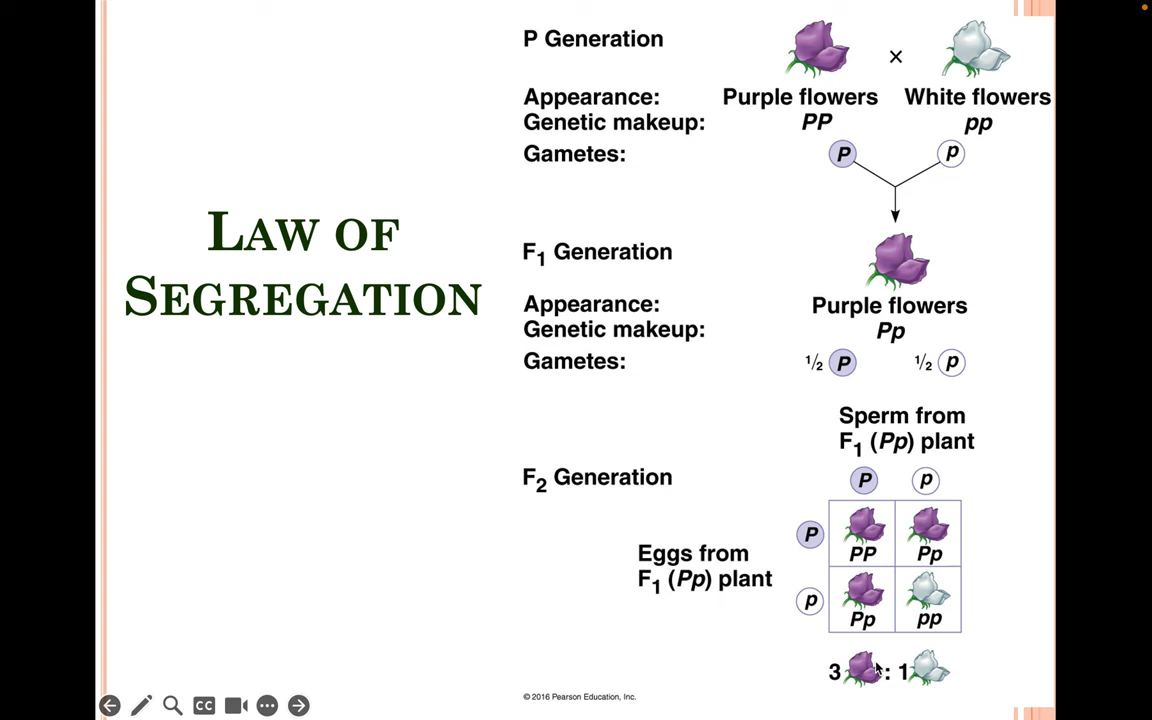 LAW OF
SEGREGATION
P Generation
×
Appearance: Purple flowers White flowers
Genetic makeup: PP pp
Gametes: P p
F1 Generation
Appearance: Purple flowers
Genetic makeup: Pp
Gametes: 1/2 P 1/2 p
Sperm from
F1 (Pp) plant
F2 Generation
P p
P
PP Pp
Eggs from
F1 (Pp) plant
p
Pp pp
3 : 1
© 2016 Pearson Education, Inc.
CC